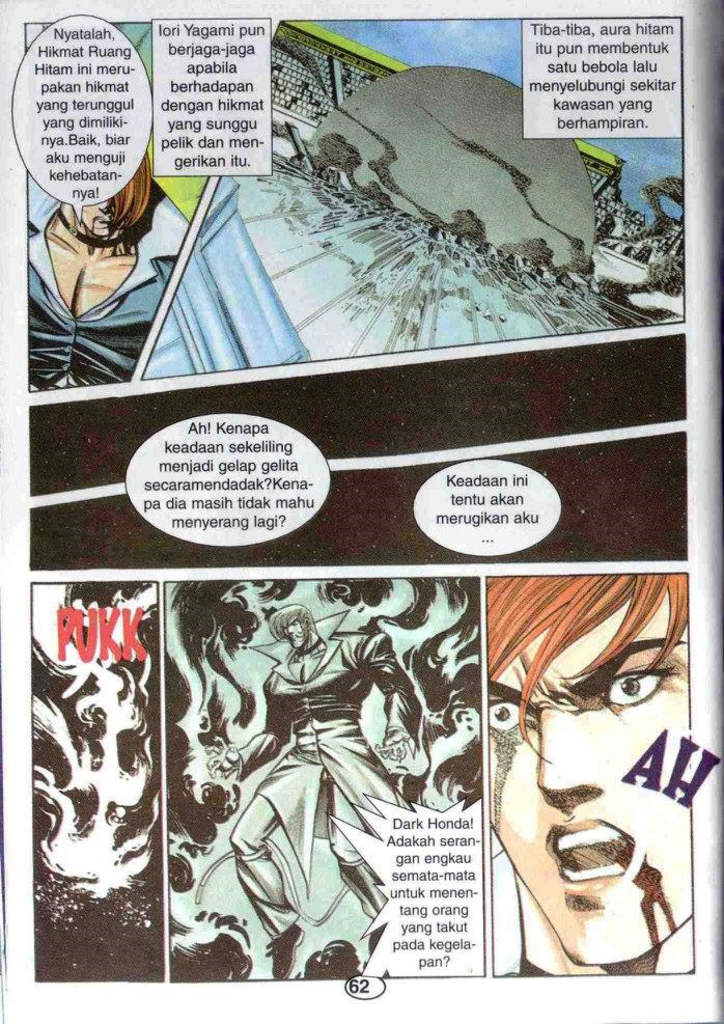 Nyatalah,
Hikmat Ruang
Hitam ini meru-
pakan hikmat
yang terunggul
yang dimiliki-
nya.Baik, biar
aku menguji
kehebatan-
nya!
Iori Yagami pun
berjaga-jaga
apabila
berhadapan
dengan hikmat
yang sunggu
pelik dan men-
gerikan itu.
Tiba-tiba, aura hitam
itu pun membentuk
satu bebola lalu
menyelubungi sekitar
kawasan yang
berhampiran.
Ah! Kenapa
keadaan sekeliling
menjadi gelap gelita
secaramendadak?Kena-
pa dia masih tidak mahu
menyerang lagi?
Keadaan ini
tentu akan
merugikan aku
...
PUKK
Dark Honda!
Adakah seran-
gan engkau
semata-mata
untuk menen-
tang orang
yang takut
pada kegela-
pan?
AH
62